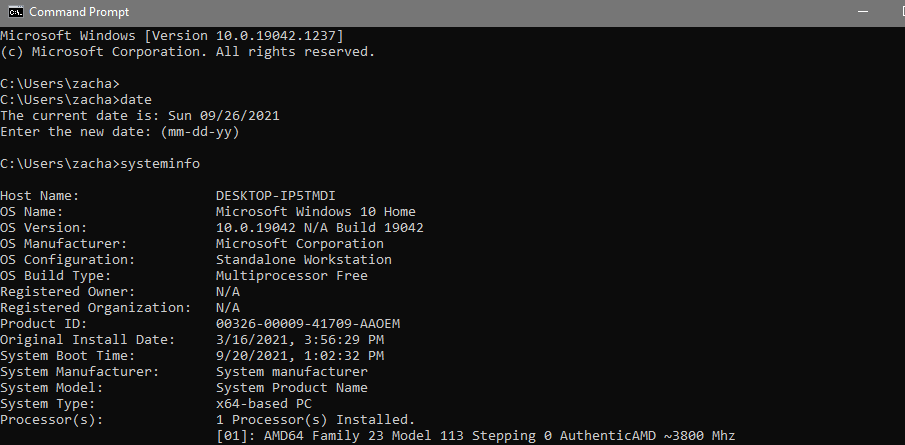 Command Prompt
Microsoft Windows [Version 10.0.19042.1237]
(c) Microsoft Corporation. All rights reserved.
C:\Users\zacha>
C:\Users\zacha>date
The current date is: Sun 09/26/2021
Enter the new date: (mm-dd-yy)
C:\Users\zacha>systeminfo
Host Name:                 DESKTOP-IP5TMDI
OS Name:                   Microsoft Windows 10 Home
OS Version:                10.0.19042 N/A Build 19042
OS Manufacturer:           Microsoft Corporation
OS Configuration:          Standalone Workstation
OS Build Type:             Multiprocessor Free
Registered Owner:          N/A
Registered Organization:   N/A
Product ID:                00326-00009-41709-AAOEM
Original Install Date:     3/16/2021, 3:56:29 PM
System Boot Time:          9/20/2021, 1:02:32 PM
System Manufacturer:       System manufacturer
System Model:              System Product Name
System Type:               x64-based PC
Processor(s):              1 Processor(s) Installed.
                           [01]: AMD64 Family 23 Model 113 Stepping 0 AuthenticAMD ~3800 Mhz